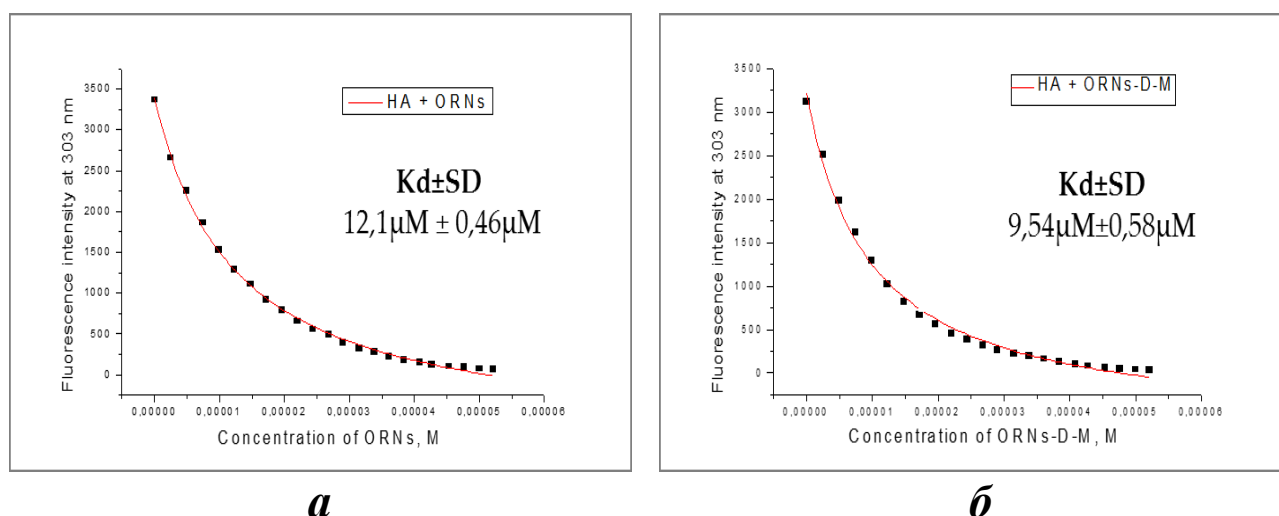 Fluorescence intensity at 303 nm
3500
3000
2500
2000
1500
1000
500
0
HA + ORNs
Kd±SD
12,1µM ± 0,46µM
0,00000 0,00001 0,00002 0,00003 0,00004 0,00005 0,00006
Concentration of ORNs, M
а
Fluorescence intensity at 303 nm
3500
3000
2500
2000
1500
1000
500
0
HA + ORNs-D-M
Kd±SD
9,54µM±0,58µM
0,00000 0,00001 0,00002 0,00003 0,00004 0,00005 0,00006
Concentration of ORNs-D-M, M
б